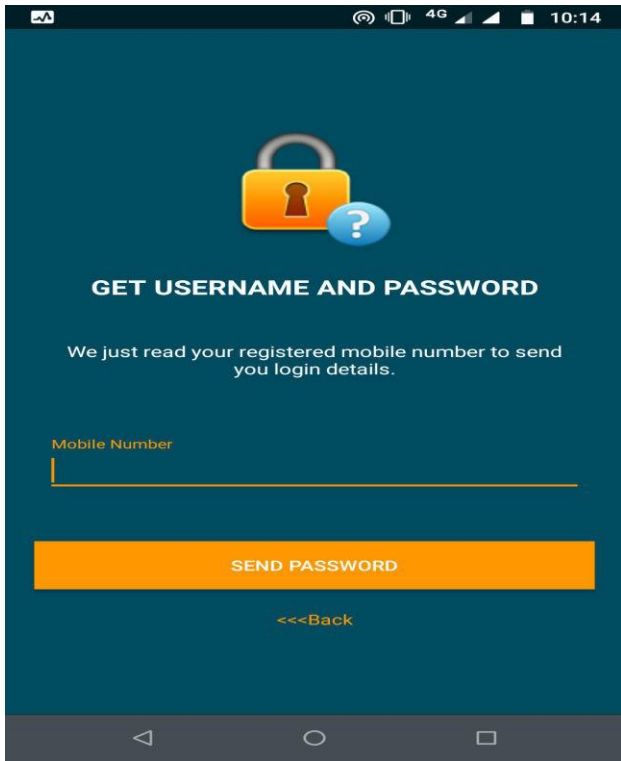 4G 10:14
?
GET USERNAME AND PASSWORD
We just read your registered mobile number to send
you login details.
Mobile Number
SEND PASSWORD
<<<Back